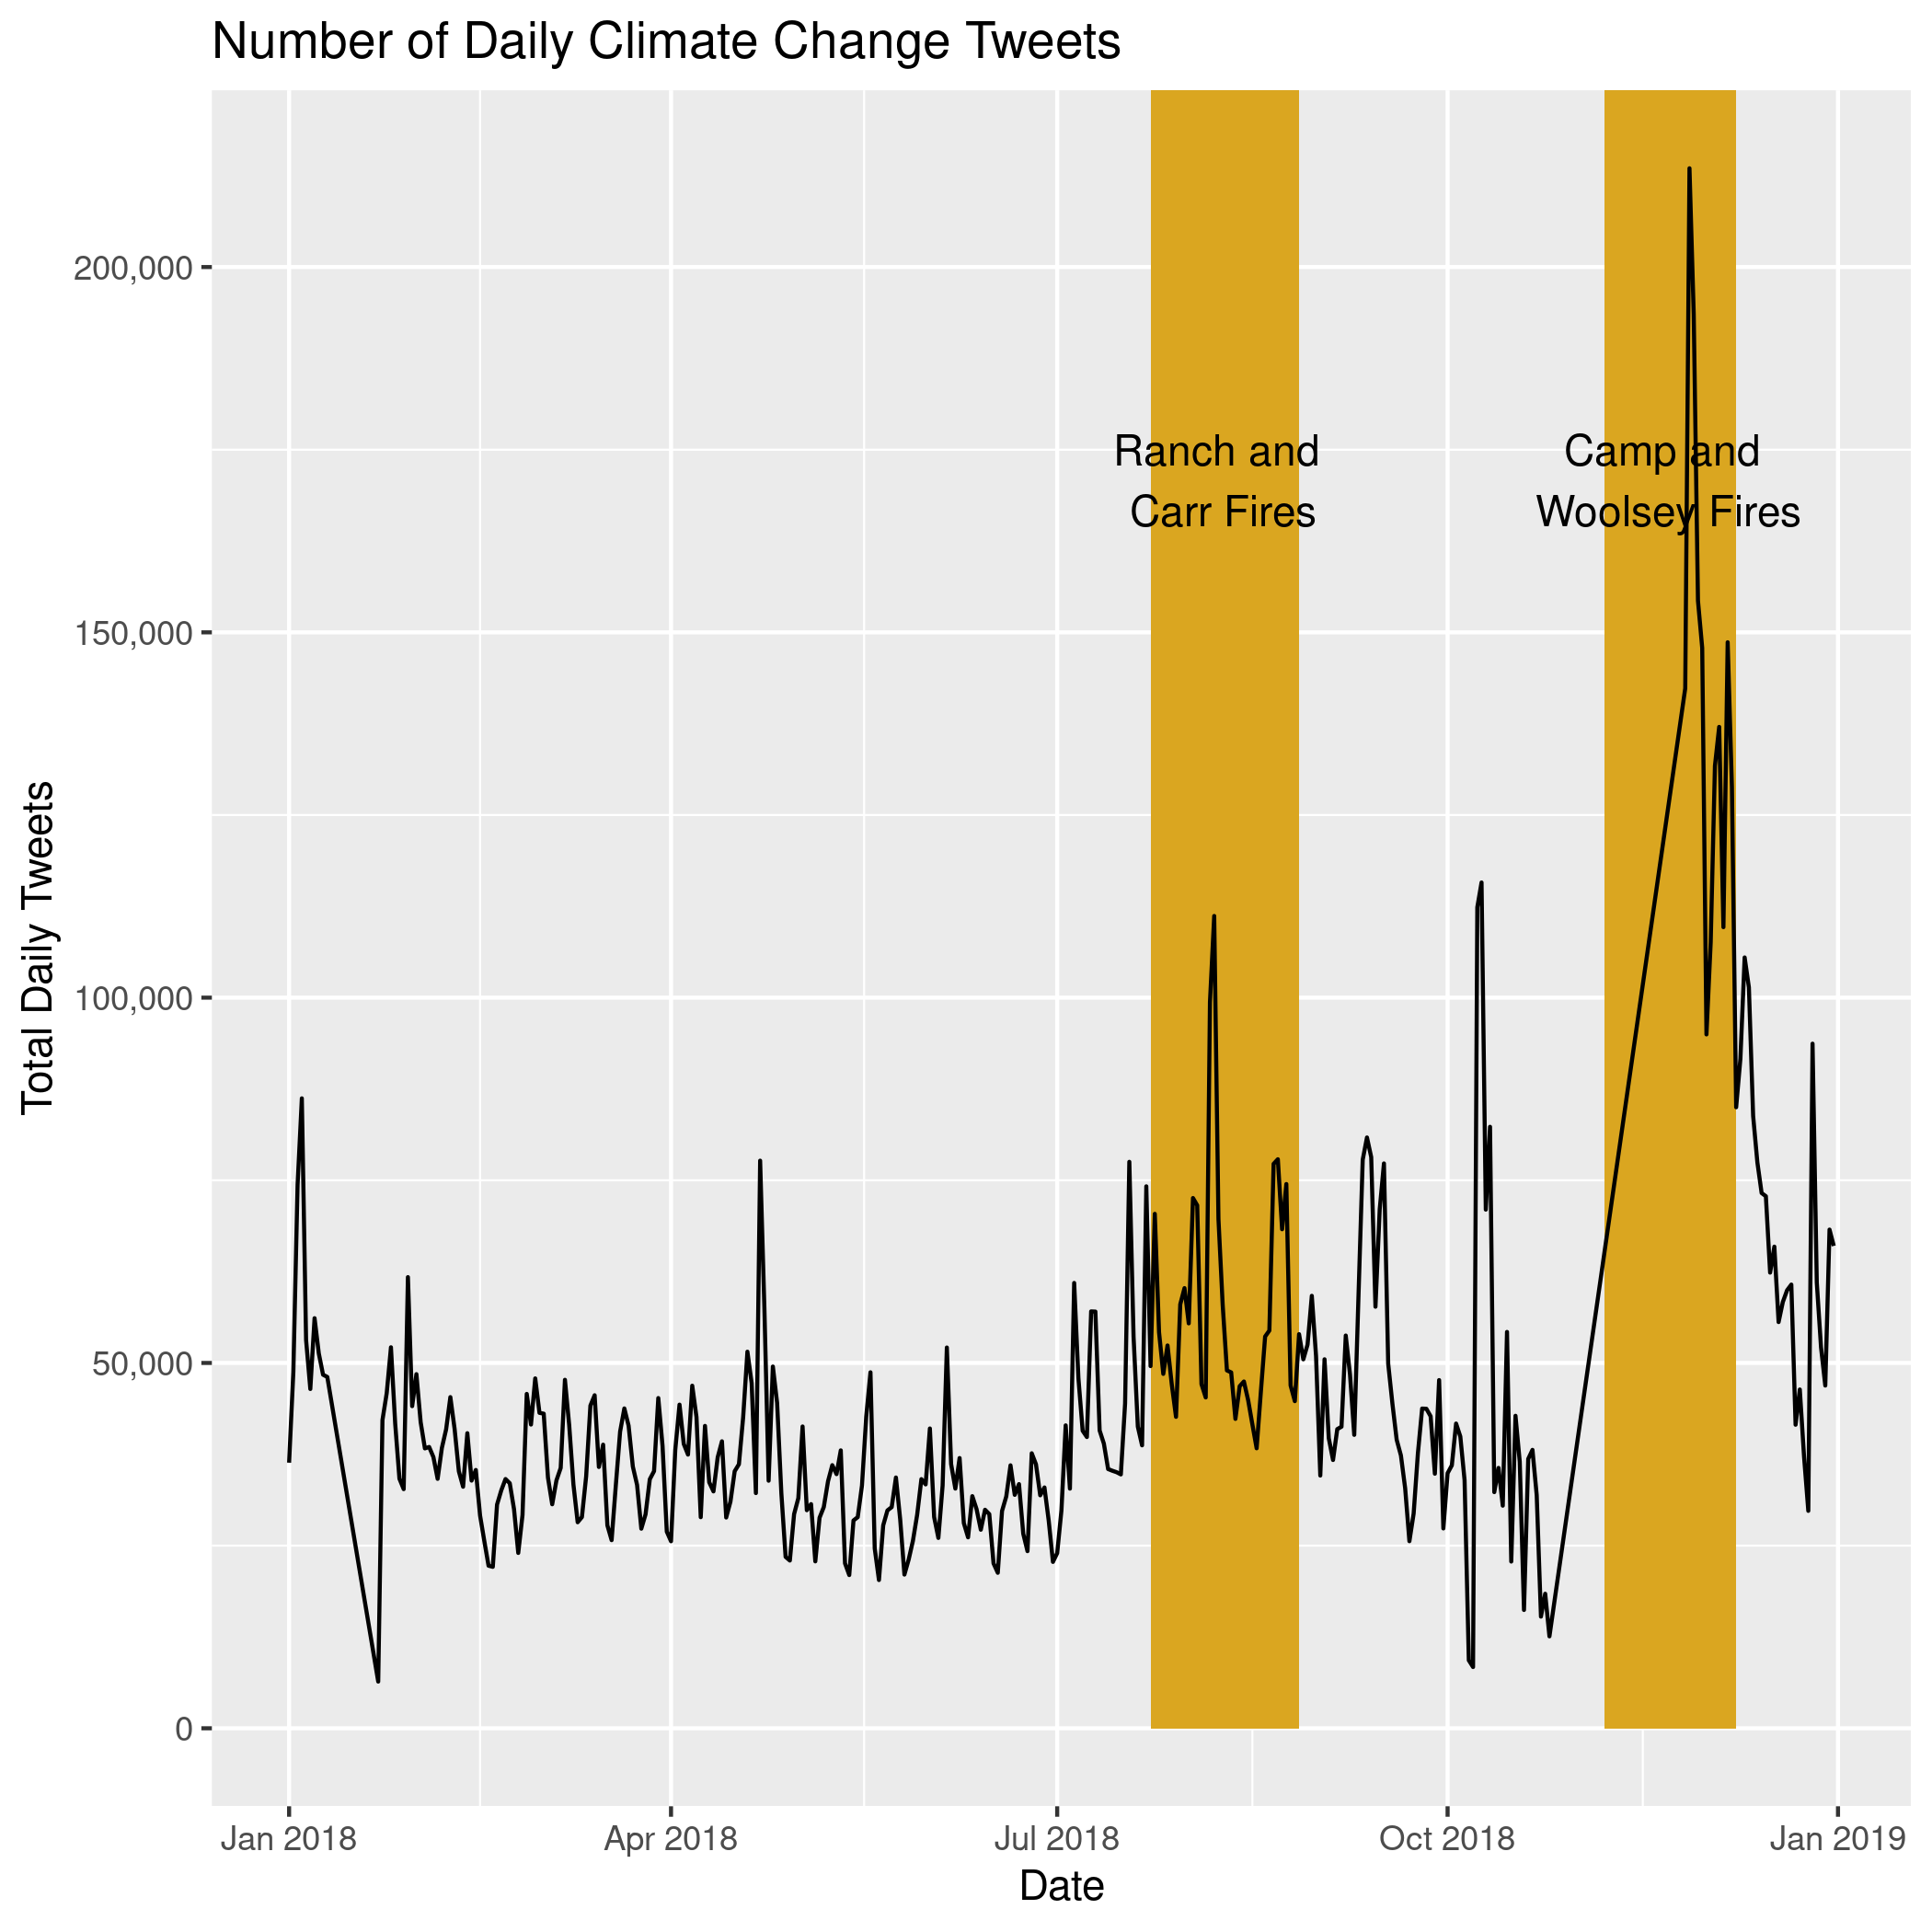 Number of Daily Climate Change Tweets
200,000
150,000
100,000
50,000
0
Total Daily Tweets
Ranch and
Carr Fires
Camp and
Woolsey Fires
Jan 2018
Apr 2018
Jul 2018
Oct 2018
Jan 2019
Date